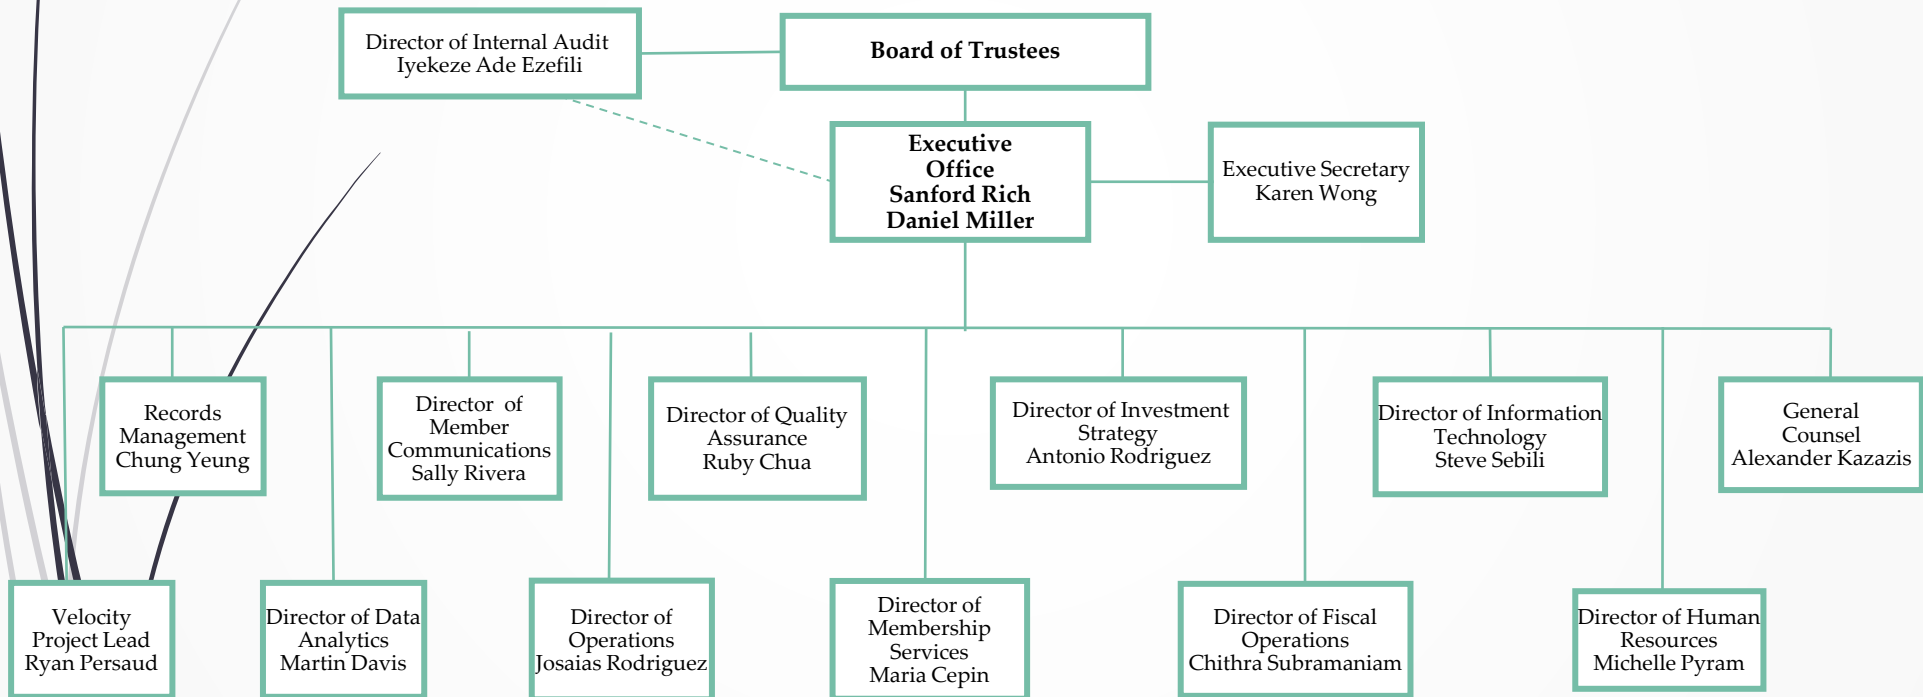 Director of Internal Audit
Iyekeze Ade Ezefili
Board of Trustees
Executive
Office
Sanford Rich
Daniel Miller
Executive Secretary
Karen Wong
Records
Management
Chung Yeung
Director of
Member
Communications
Sally Rivera
Director of Quality
Assurance
Ruby Chua
Director of Investment
Strategy
Antonio Rodriguez
Director of Information
Technology
Steve Sebili
General
Counsel
Alexander Kazazis
Velocity
Project Lead
Ryan Persaud
Director of Data
Analytics
Martin Davis
Director of
Operations
Josaias Rodriguez
Director of
Membership
Services
Maria Cepin
Director of Fiscal
Operations
Chithra Subramaniam
Director of Human
Resources
Michelle Pyram